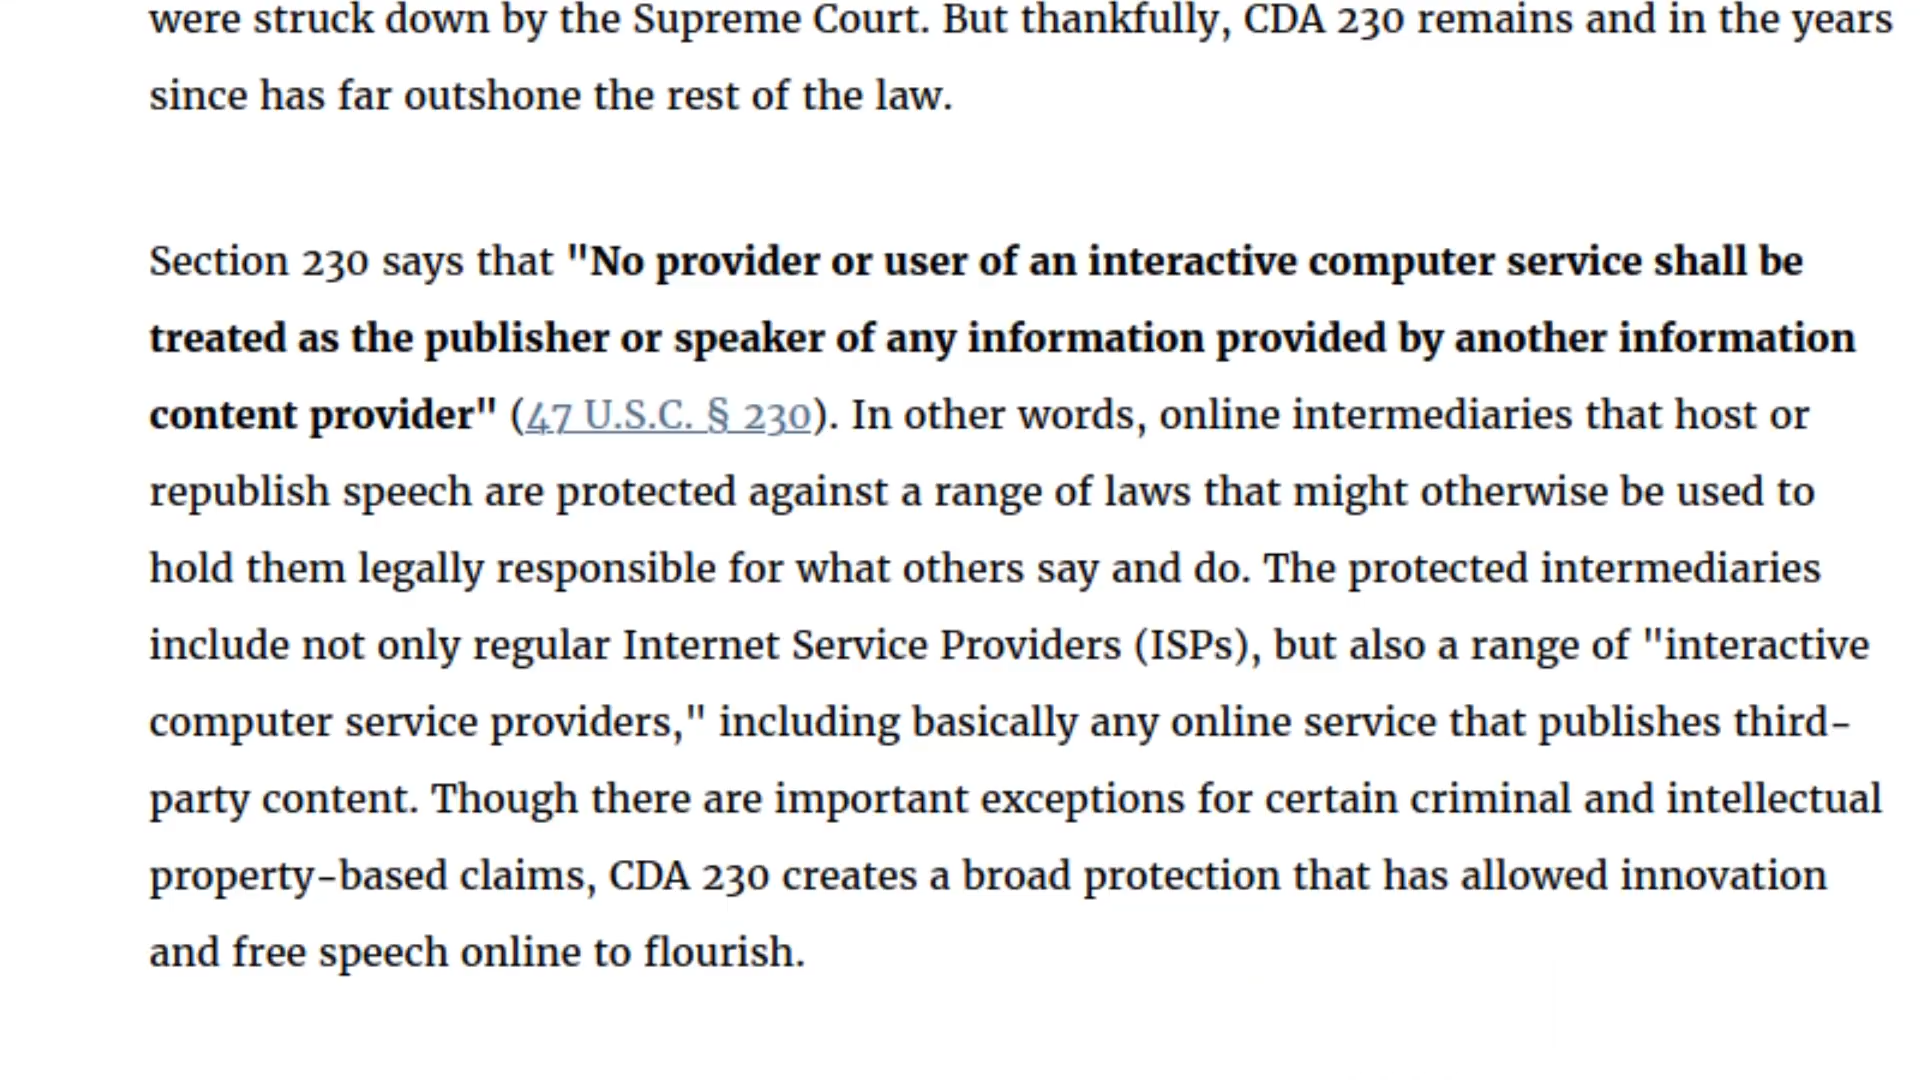 were struck down by the Supreme Court. But thankfully, CDA 230 remains and in the years
since has far outshone the rest of the law.
Section 230 says that "No provider or user of an interactive computer service shall be
treated as the publisher or speaker of any information provided by another information
content provider" (47 U.S.C. § 230). In other words, online intermediaries that host or
republish speech are protected against a range of laws that might otherwise be used to
hold them legally responsible for what others say and do. The protected intermediaries
include not only regular Internet Service Providers (ISPs), but also a range of "interactive
computer service providers," including basically any online service that publishes third-
party content. Though there are important exceptions for certain criminal and intellectual
property-based claims, CDA 230 creates a broad protection that has allowed innovation
and free speech online to flourish.